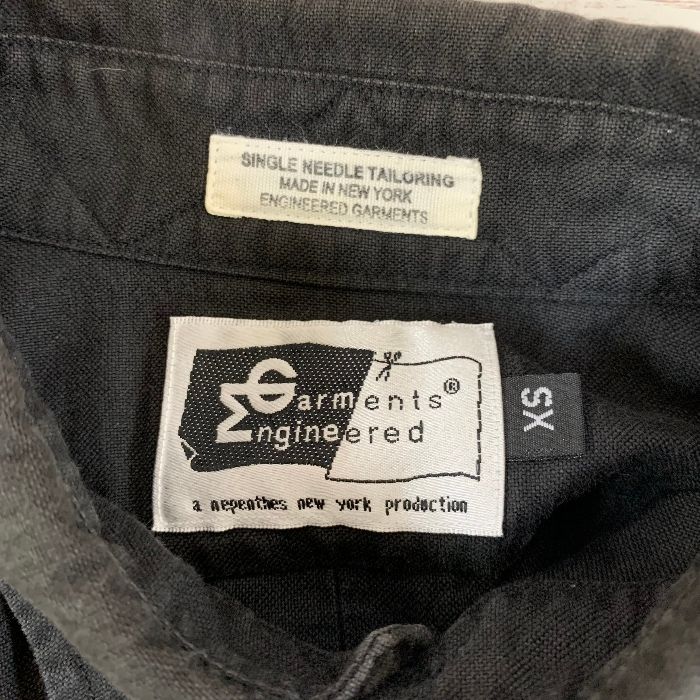 SINGLE NEEDLE TAILORING
MADE IN NEW YORK
ENGINEERED GARMENTS
Garments®
Engineered
a nepenthes new york production
XS